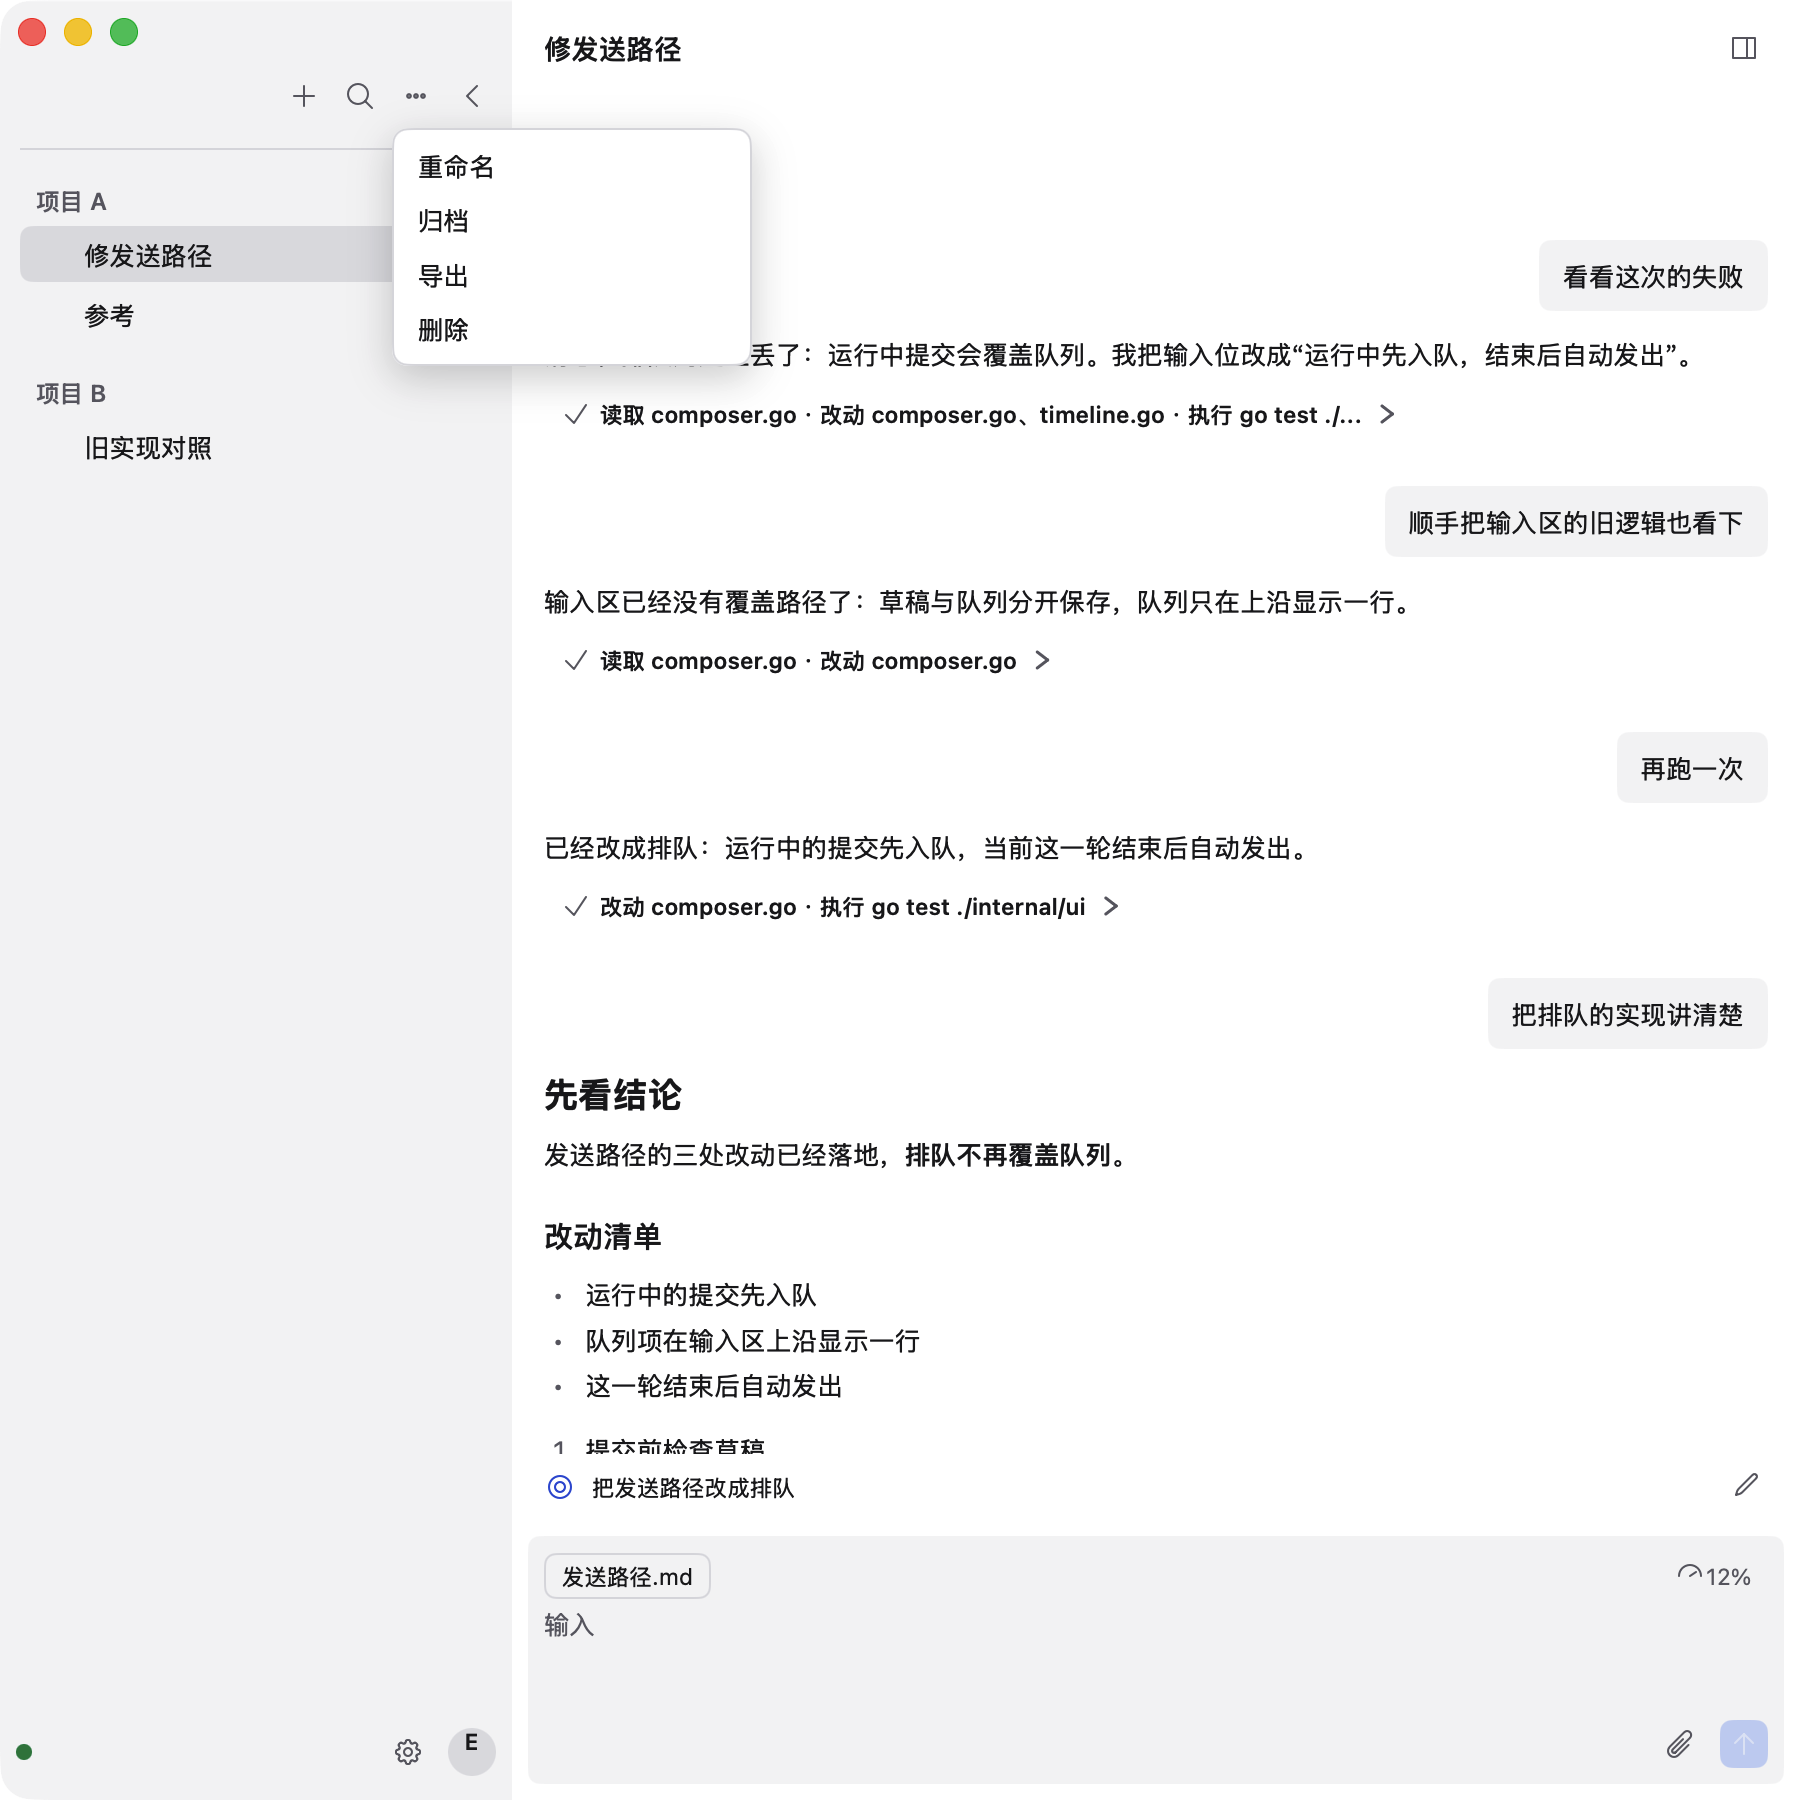 修发送路径
重命名
归档
导出
删除
项目 A
修发送路径
参考
项目 B
旧实现对照
看看这次的失败
丢了：运行中提交会覆盖队列。我把输入位改成“运行中先入队，结束后自动发出”。
读取 composer.go · 改动 composer.go、timeline.go · 执行 go test ./...
顺手把输入区的旧逻辑也看下
输入区已经没有覆盖路径了：草稿与队列分开保存，队列只在上沿显示一行。
读取 composer.go · 改动 composer.go
再跑一次
已经改成排队：运行中的提交先入队，当前这一轮结束后自动发出。
改动 composer.go · 执行 go test ./internal/ui
把排队的实现讲清楚
先看结论
发送路径的三处改动已经落地，排队不再覆盖队列。
改动清单
• 运行中的提交先入队
• 队列项在输入区上沿显示一行
• 这一轮结束后自动发出
1 提交前检查草稿
把发送路径改成排队
发送路径.md
12%
输入
E